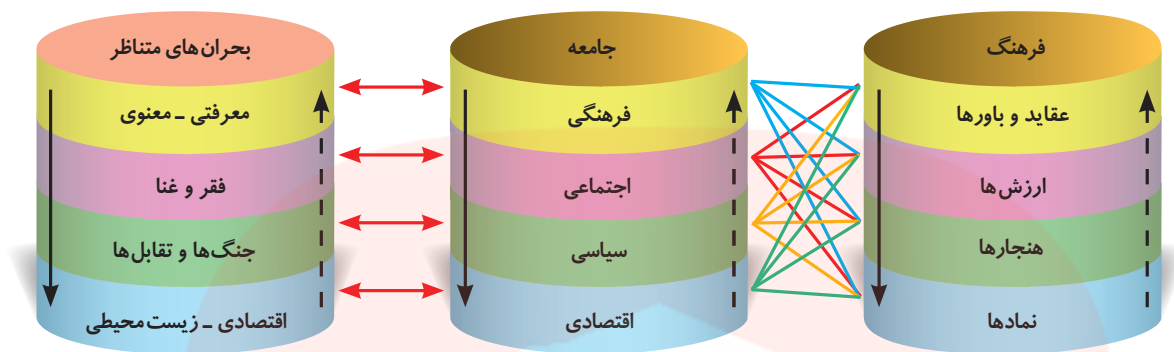 فرهنگ
عقاید و باورها
ارزش‌ها
هنجارها
نمادها
جامعه
فرهنگی
اجتماعی
سیاسی
اقتصادی
بحران‌های متناظر
معرفتی ـ معنوی
فقر و غنا
جنگ‌ها و تقابل‌ها
اقتصادی ـ زیست محیطی